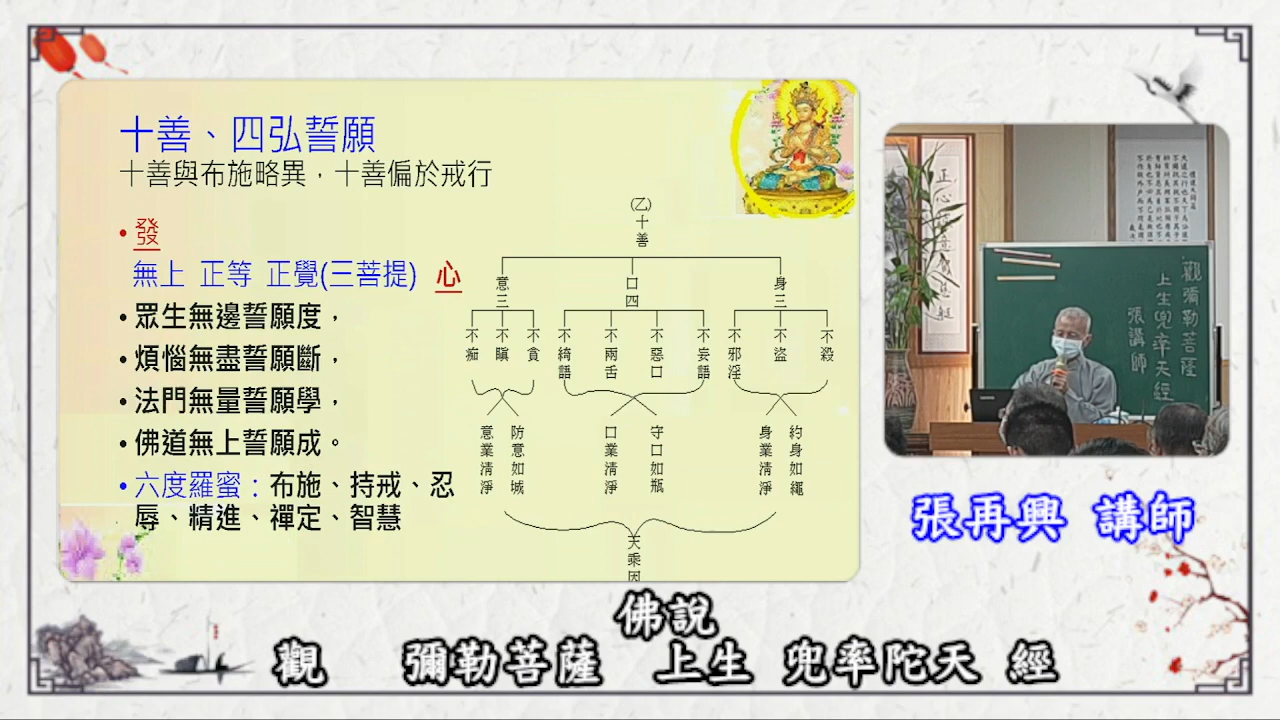 十善、四弘誓願
十善與布施略異，十善偏於戒行
• 發
無上 正等 正覺(三菩提) 心
• 眾生無邊誓願度，
• 煩惱無盡誓願斷，
• 法門無量誓願學，
• 佛道無上誓願成。
• 六度羅蜜：布施、持戒、忍
辱、精進、禪定、智慧
(乙)十善
身三
口四
意三
不殺
不盜
不邪淫
不妄語
不惡口
不兩舌
不綺語
不貪
不瞋
不痴
約身如繩
身業清淨
守口如瓶
口業清淨
防意如城
意業清淨
天乘因
觀彌勒菩薩
上生兜率天經
張講師
張再興 講師
佛說
觀 彌勒菩薩 上生 兜率陀天 經